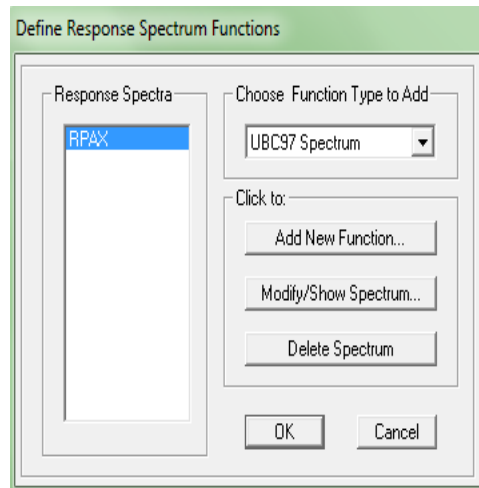 Define Response Spectrum Functions
Response Spectra
RPAX
Choose Function Type to Add
UBC97 Spectrum
Click to:
Add New Function...
Modify/Show Spectrum...
Delete Spectrum
OK
Cancel